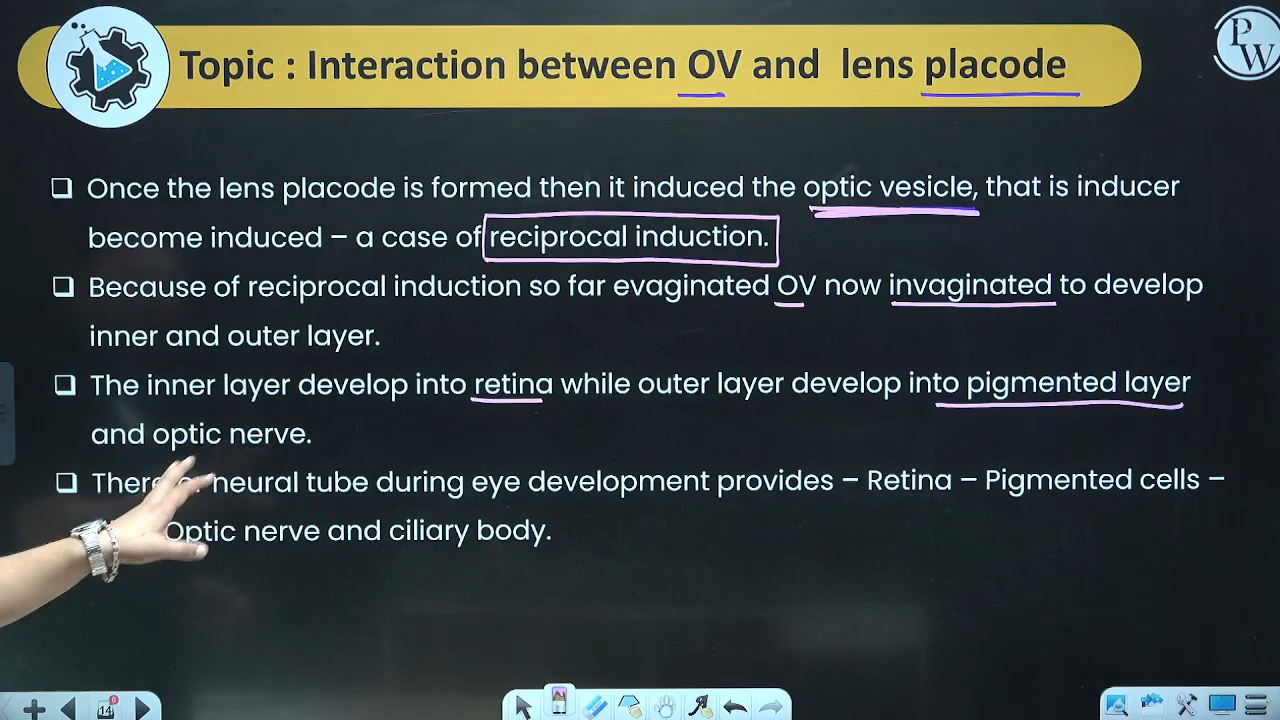 Topic : Interaction between OV and lens placode
PW
Once the lens placode is formed then it induced the optic vesicle, that is inducer
become induced – a case of reciprocal induction.
Because of reciprocal induction so far evaginated OV now invaginated to develop
inner and outer layer.
The inner layer develop into retina while outer layer develop into pigmented layer
and optic nerve.
neural tube during eye development provides – Retina – Pigmented cells –
Optic nerve and ciliary body.
14
0